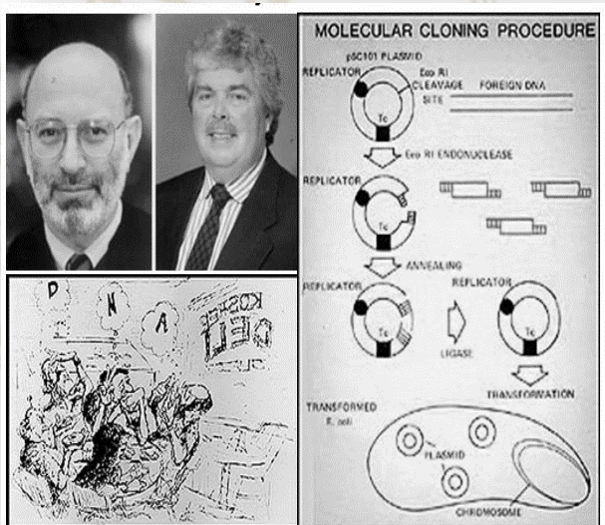 MOLECULAR CLONING PROCEDURE
pSC101 PLASMID
REPLICATOR
Eco RI
CLEAVAGE
SITE
FOREIGN DNA
Tc
Eco RI ENDONUCLEASE
REPLICATOR
Tc
ANNEALING
REPLICATOR
REPLICATOR
Tc
Tc
LIGASE
TRANSFORMATION
TRANSFORMED
E. coli
PLASMID
CHROMOSOME
D
N
A
KOSHER
DELI